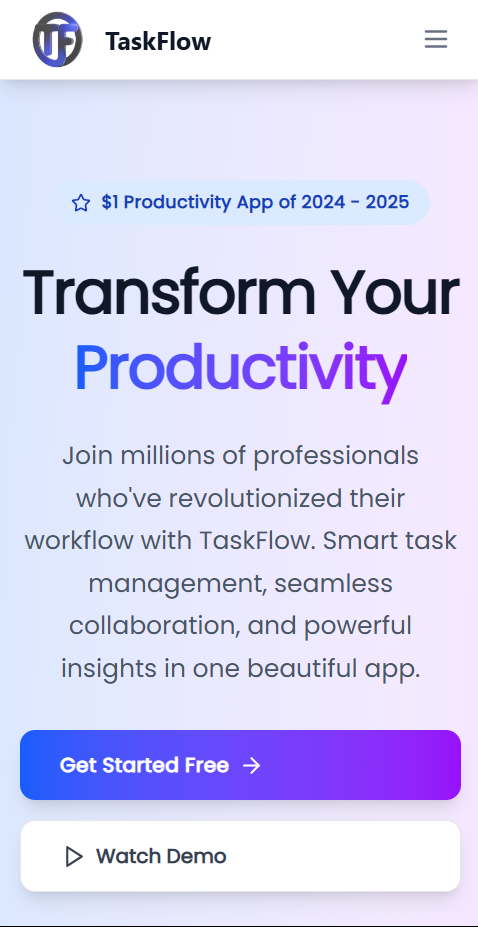 TF
TaskFlow
$1 Productivity App of 2024 - 2025
Transform Your
Productivity
Join millions of professionals
who've revolutionized their
workflow with TaskFlow. Smart task
management, seamless
collaboration, and powerful
insights in one beautiful app.
Get Started Free
Watch Demo